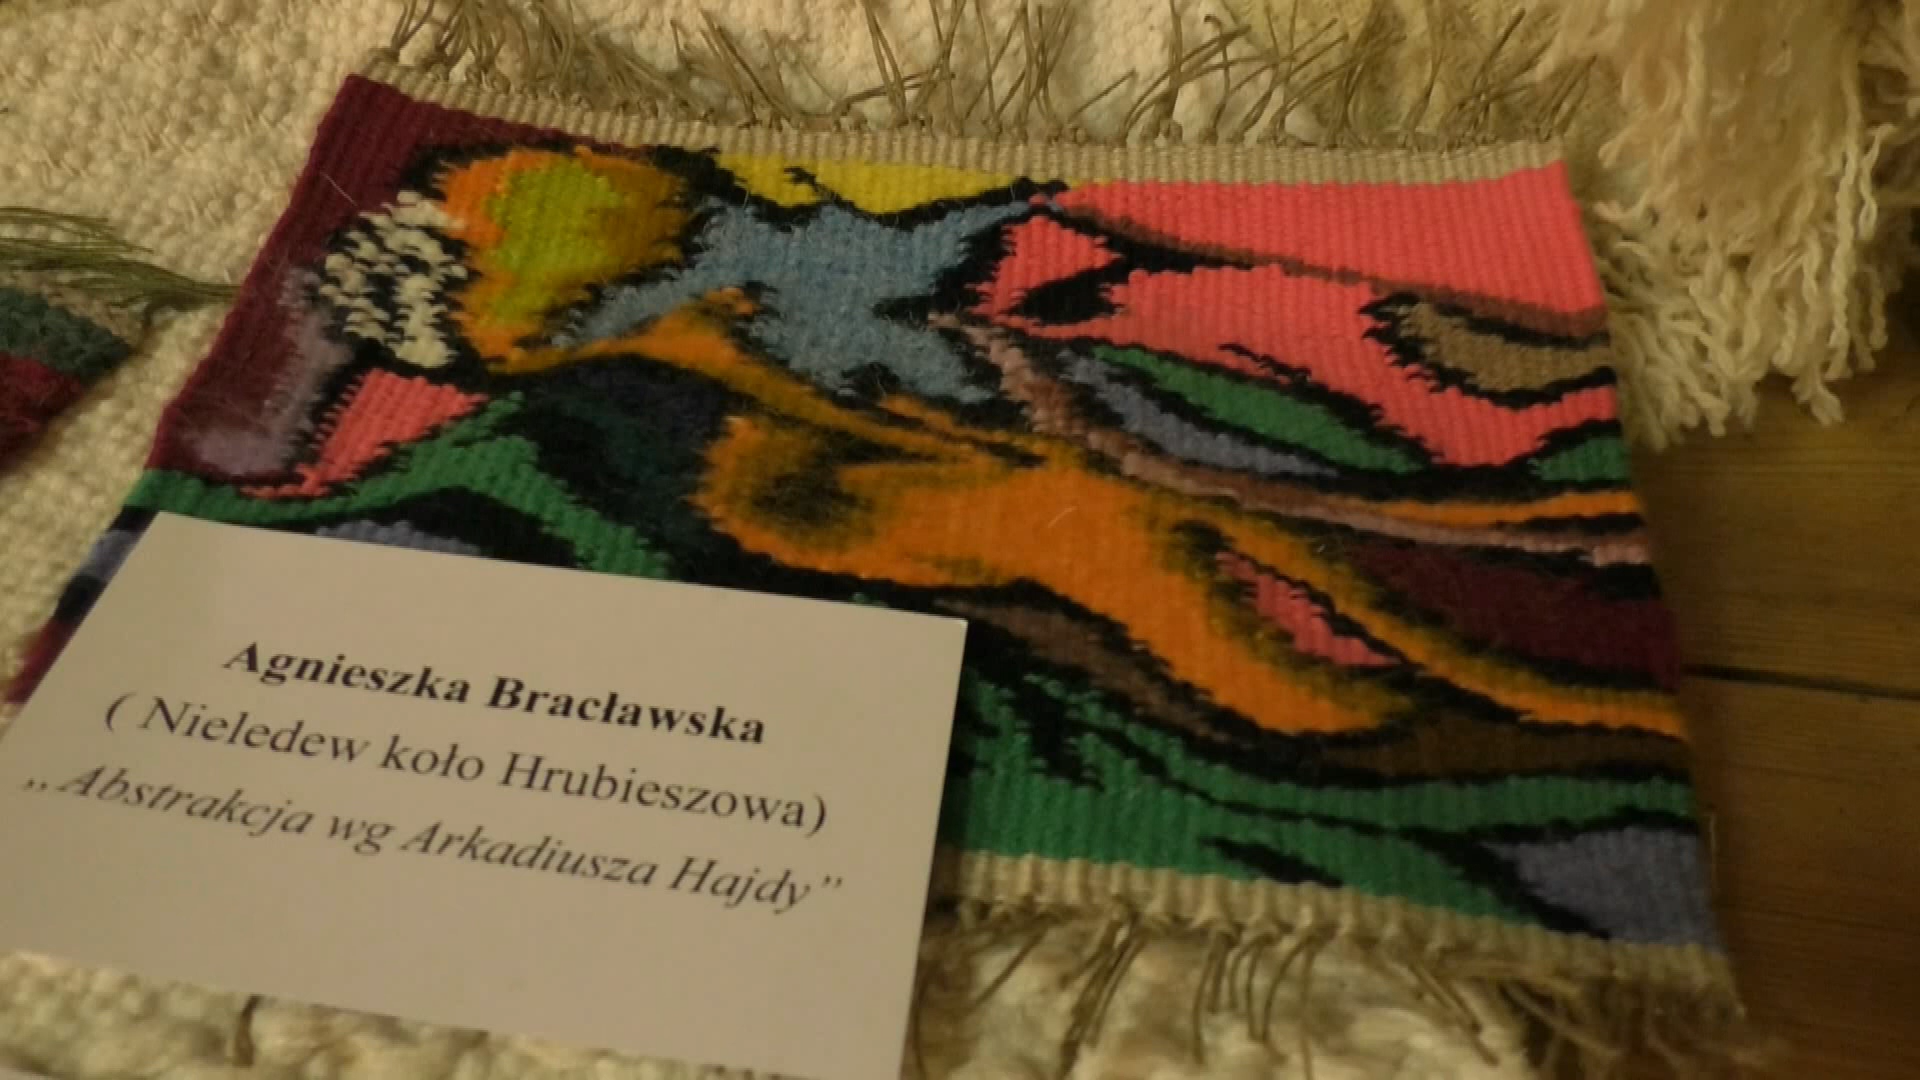 Agnieszka Bracławska
( Nieledew koło Hrubieszowa)
„Abstrakcja wg Arkadiusza Hajdy”